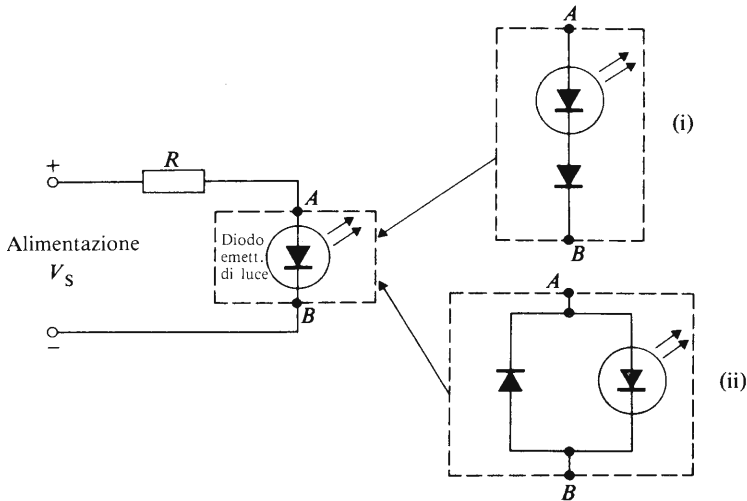 A
(i)
B
+
R
A
Alimentazione
V_S
Diodo
emett.
di luce
B
−
A
(ii)
B